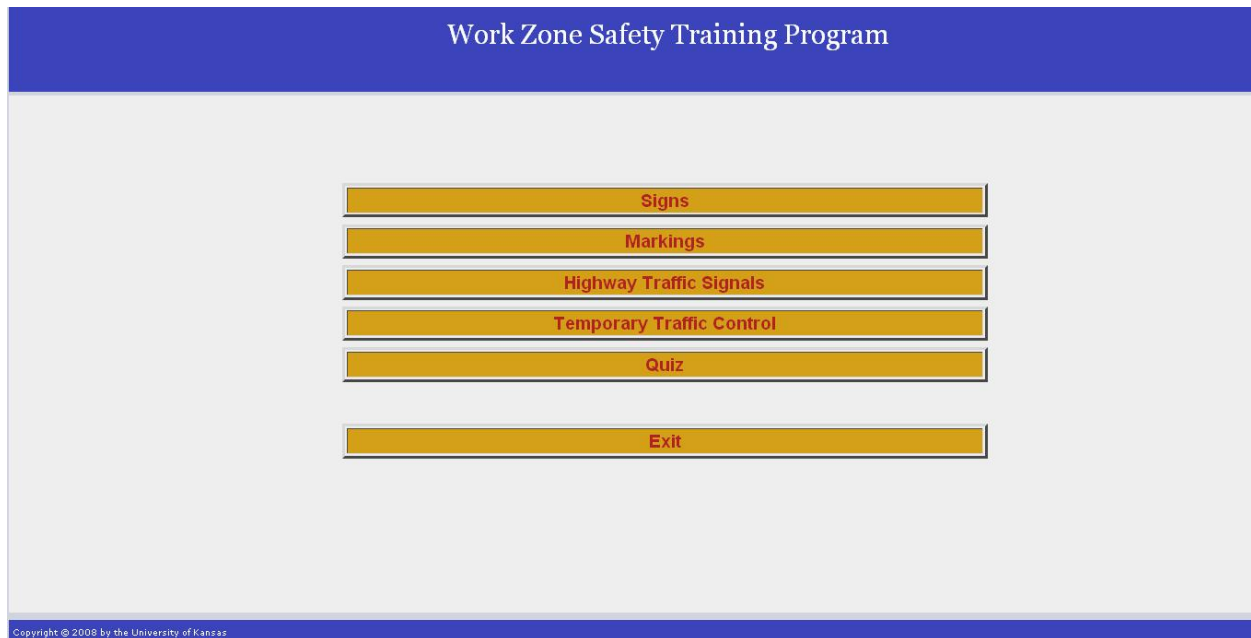 Work Zone Safety Training Program
Signs
Markings
Highway Traffic Signals
Temporary Traffic Control
Quiz
Exit
Copyright © 2008 by the University of Kansas